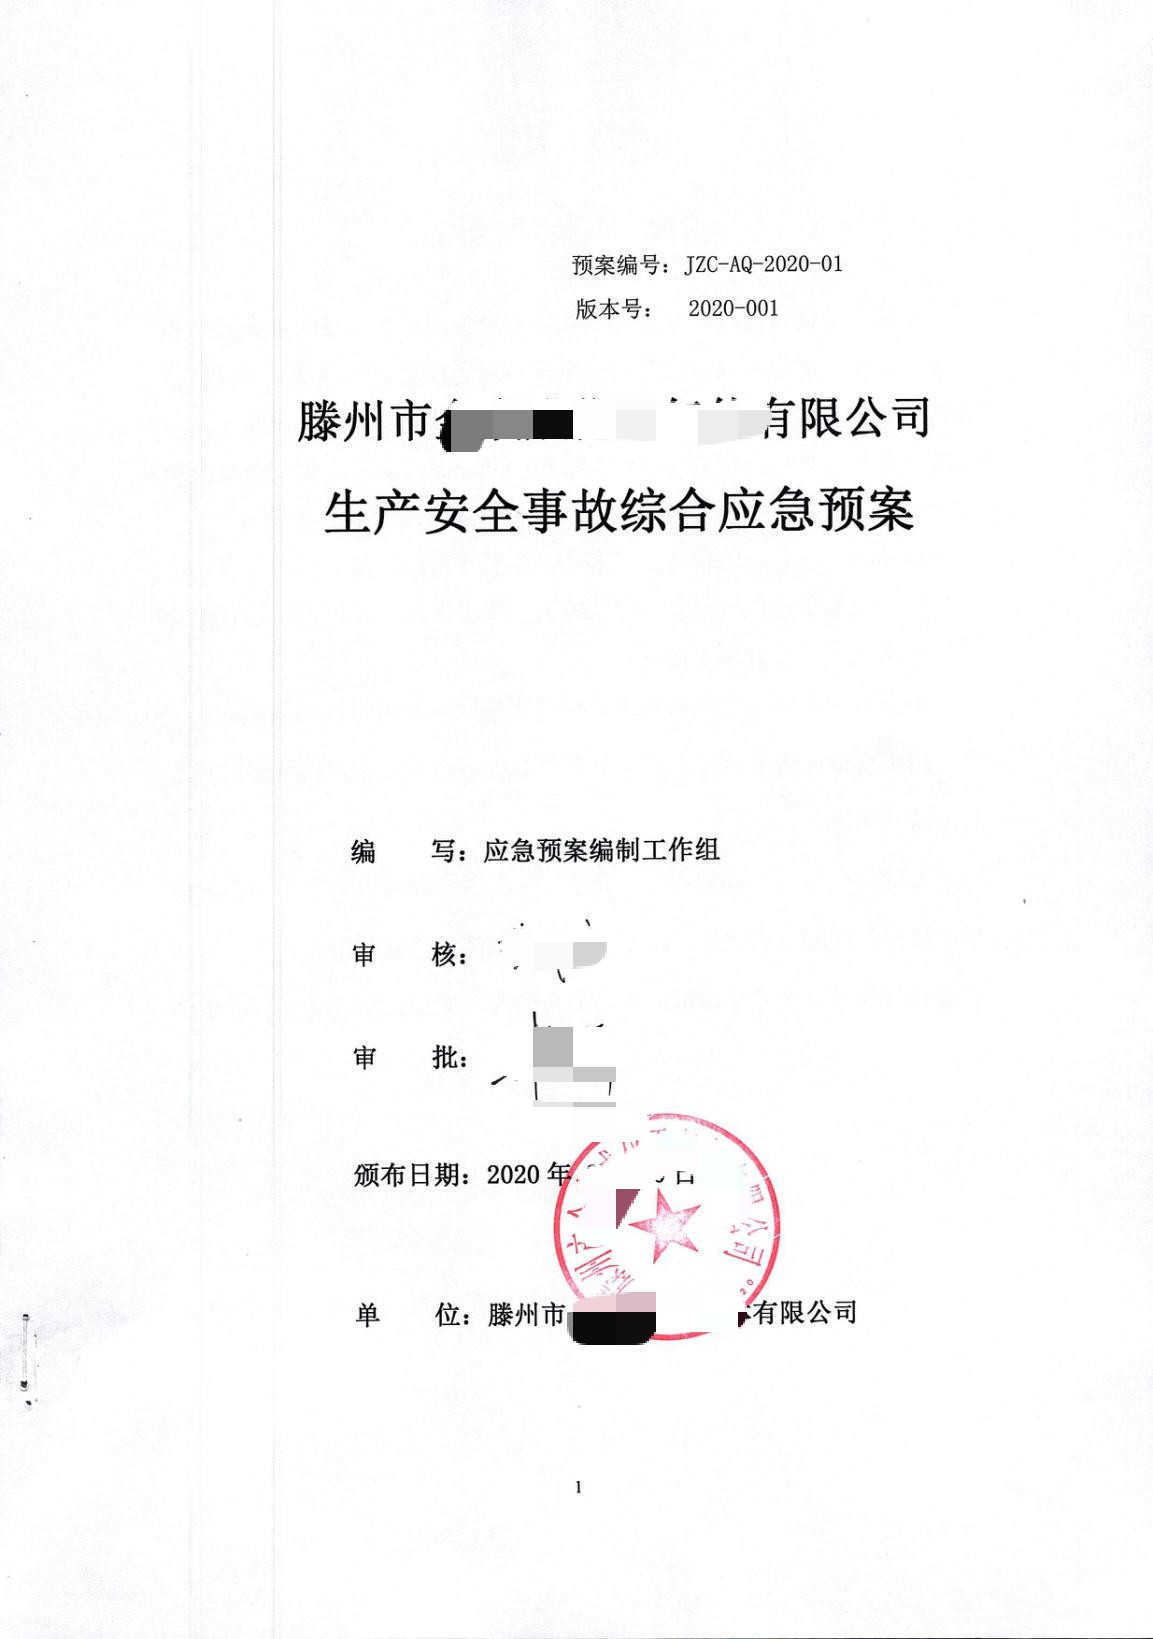 预案编号：JZC-AQ-2020-01
版本号： 2020-001
滕州市 有限公司
生产安全事故综合应急预案
编 写：应急预案编制工作组
审 核：
审 批：
颁布日期：2020年 日
单 位：滕州市 有限公司
公司
1